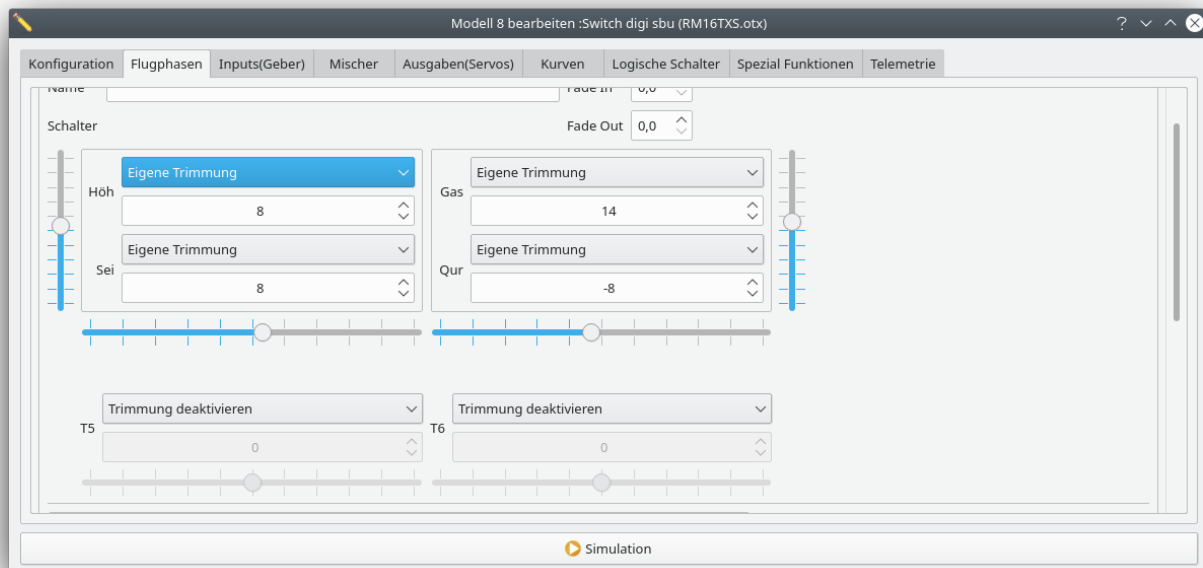 Modell 8 bearbeiten :Switch digi sbu (RM16TXS.otx)
Konfiguration Flugphasen Inputs(Geber) Mischer Ausgaben(Servos) Kurven Logische Schalter Spezial Funktionen Telemetrie
Name Fade In 0,0
Schalter Fade Out 0,0
Eigene Trimmung Eigene Trimmung
Höh Gas
8 14
Eigene Trimmung Eigene Trimmung
Sei Qur
8 -8
Trimmung deaktivieren Trimmung deaktivieren
T5 T6
0 0
Simulation